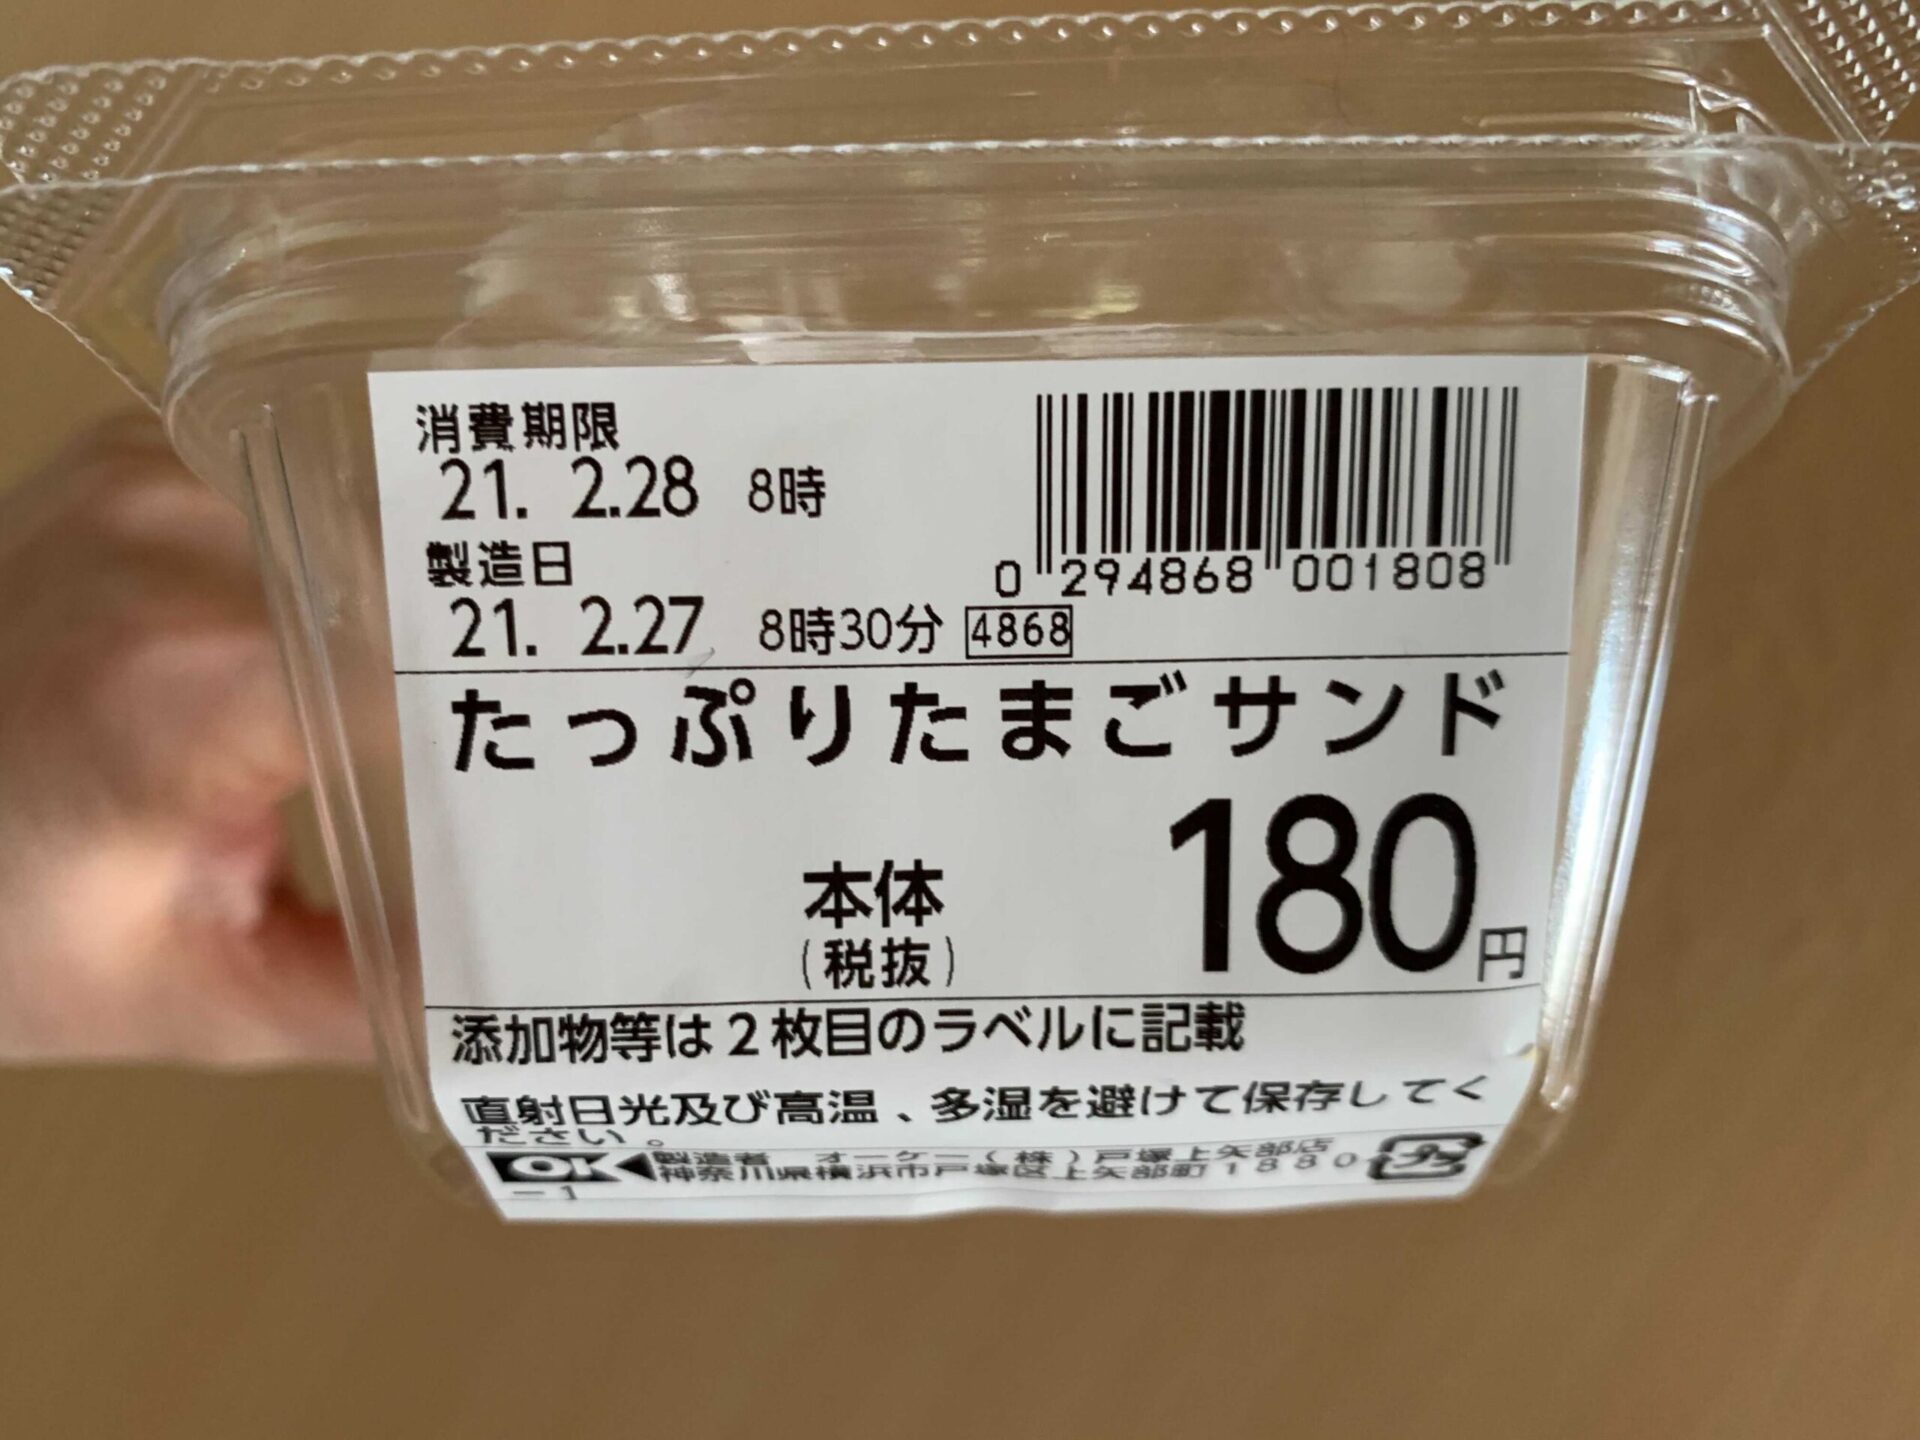 消費期限
21. 2.28 8時
製造日
21. 2.27 8時30分 4868
0 294868 001808
たっぷりたまごサンド
本体
(税抜)
180円
添加物等は2枚目のラベルに記載
直射日光及び高温、多湿を避けて保存してく
ださい。
OK 製造者 オーケー(株)戸塚上矢部店
神奈川県横浜市戸塚区上矢部町1880
-1
プラ